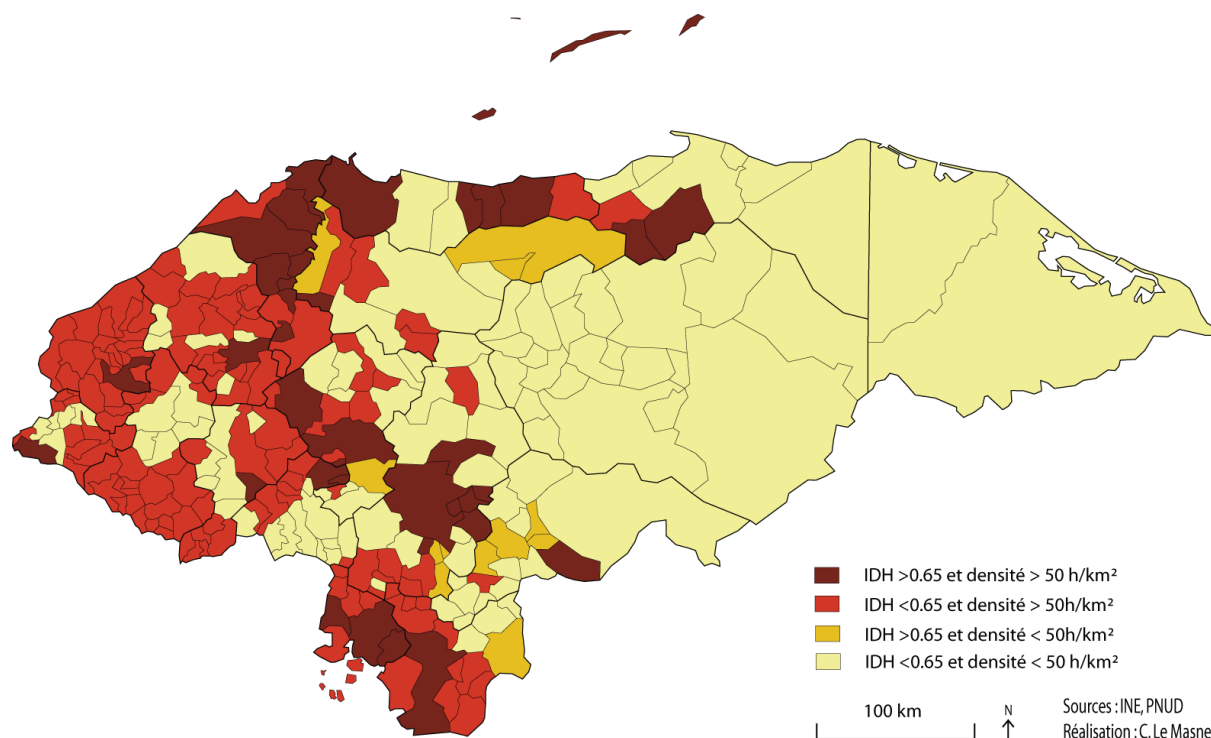 IDH >0.65 et densité > 50 h/km²
IDH <0.65 et densité > 50h/km²
IDH >0.65 et densité < 50h/km²
IDH <0.65 et densité < 50 h/km²
100 km
N
Sources : INE, PNUD
Réalisation : C. Le Masne